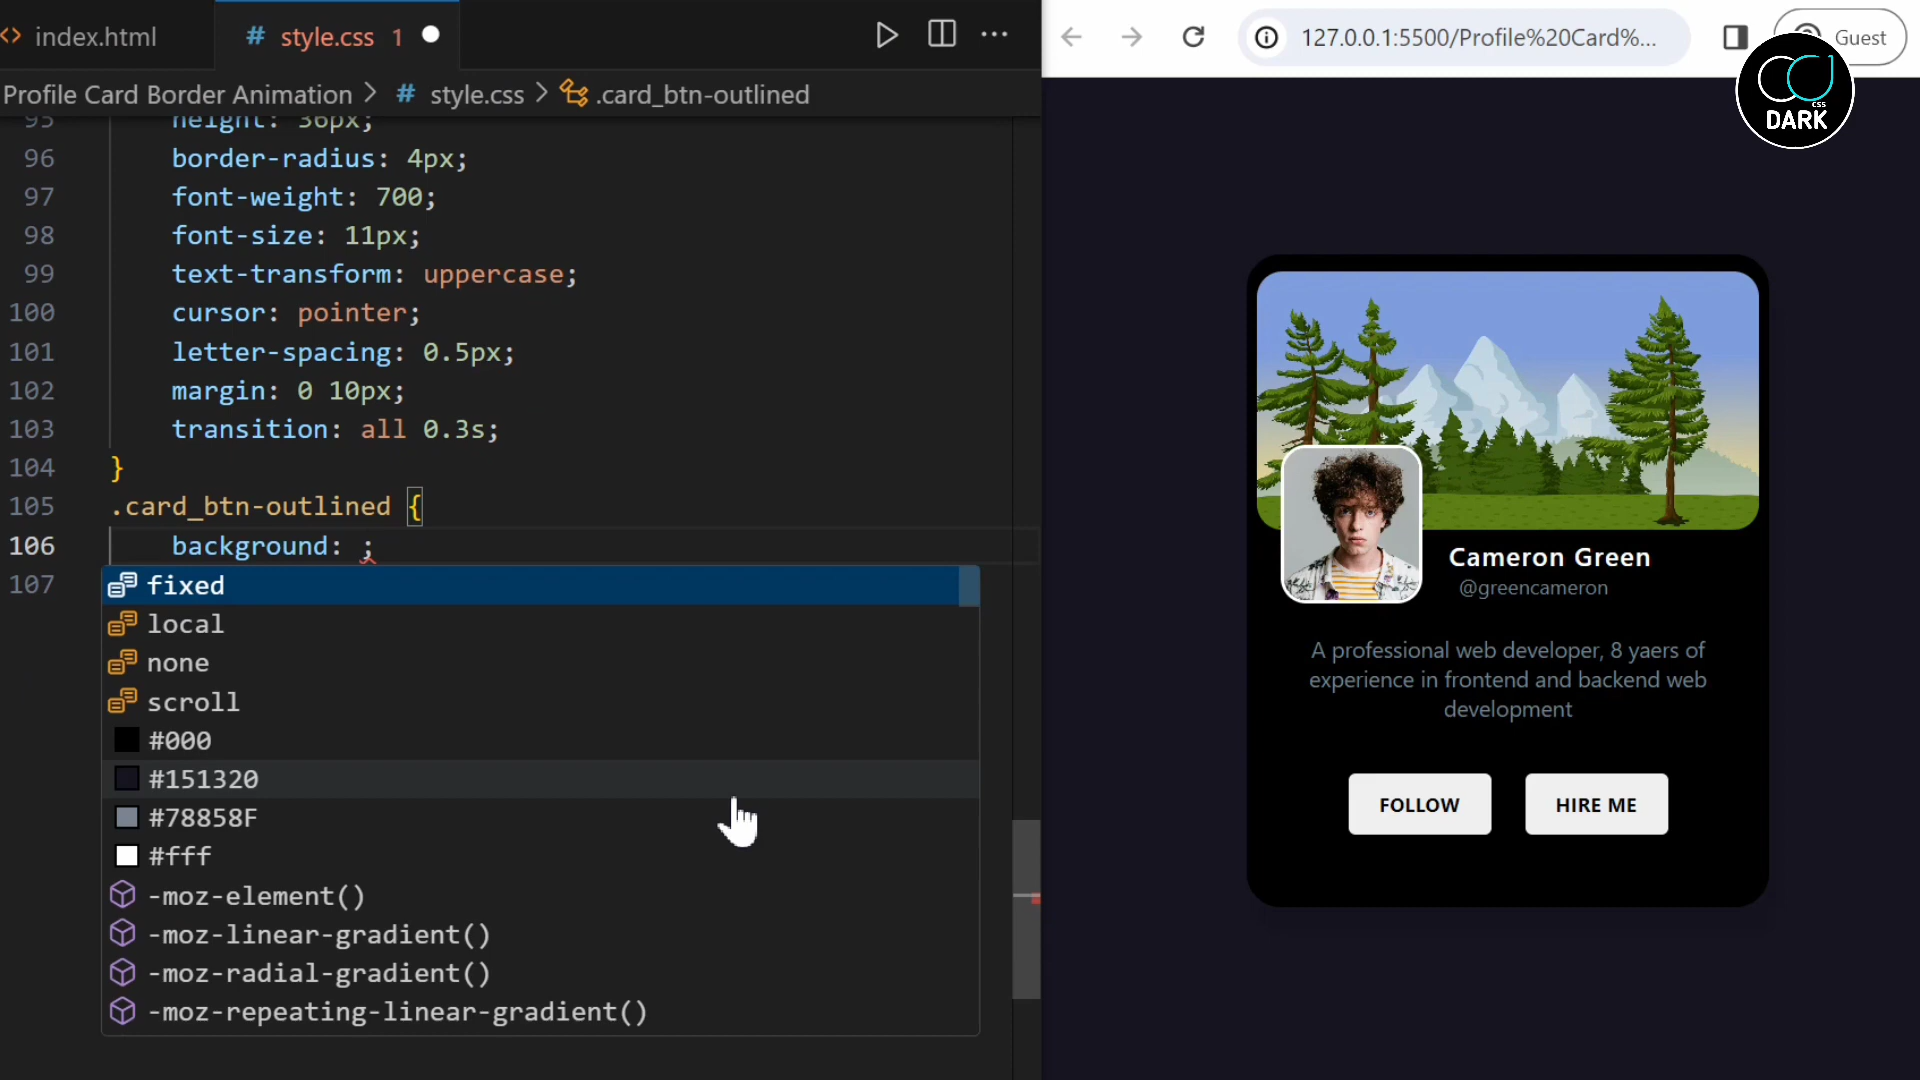 index.html
# style.css 1
Profile Card Border Animation > # style.css > .card_btn-outlined
95 height: 36px;
96 border-radius: 4px;
97 font-weight: 700;
98 font-size: 11px;
99 text-transform: uppercase;
100 cursor: pointer;
101 letter-spacing: 0.5px;
102 margin: 0 10px;
103 transition: all 0.3s;
104 }
105 .card_btn-outlined {
106 background: ;
107
fixed
local
none
scroll
#000
#151320
#78858F
#fff
-moz-element()
-moz-linear-gradient()
-moz-radial-gradient()
-moz-repeating-linear-gradient()
127.0.0.1:5500/Profile%20Card%...
Guest
css
DARK
Cameron Green
@greencameron
A professional web developer, 8 yaers of
experience in frontend and backend web
development
FOLLOW HIRE ME